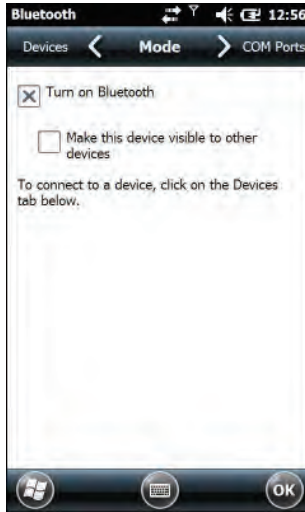 Bluetooth 12:56
Devices Mode COM Ports
Turn on Bluetooth
Make this device visible to other
devices
To connect to a device, click on the Devices
tab below.
OK